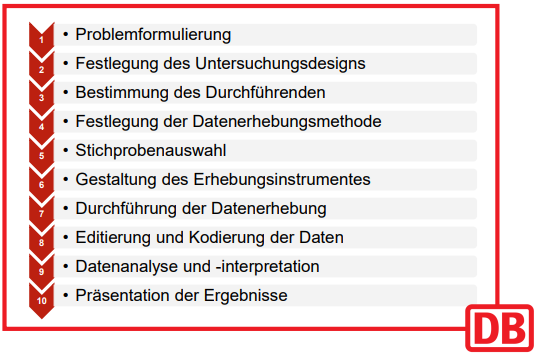 1 • Problemformulierung
2 • Festlegung des Untersuchungsdesigns
3 • Bestimmung des Durchführenden
4 • Festlegung der Datenerhebungsmethode
5 • Stichprobenauswahl
6 • Gestaltung des Erhebungsinstrumentes
7 • Durchführung der Datenerhebung
8 • Editierung und Kodierung der Daten
9 • Datenanalyse und -interpretation
10 • Präsentation der Ergebnisse
DB